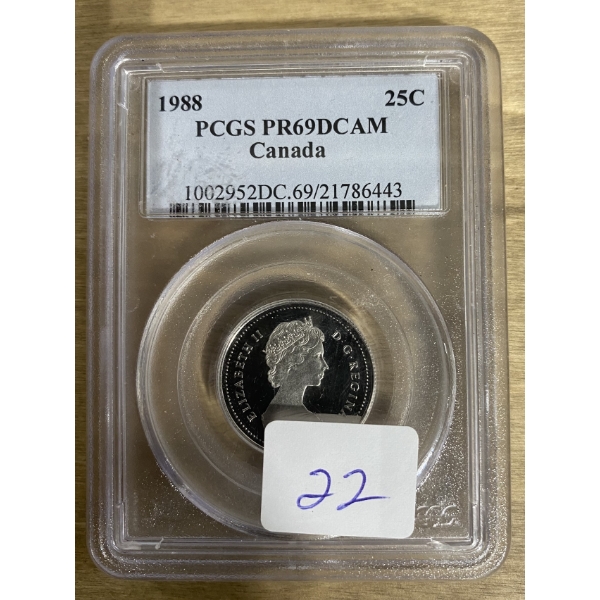 1988 25C
PCGS PR69DCAM
Canada
1002952DC.69/21786443
ELIZABETH II D·G·REGINA
22